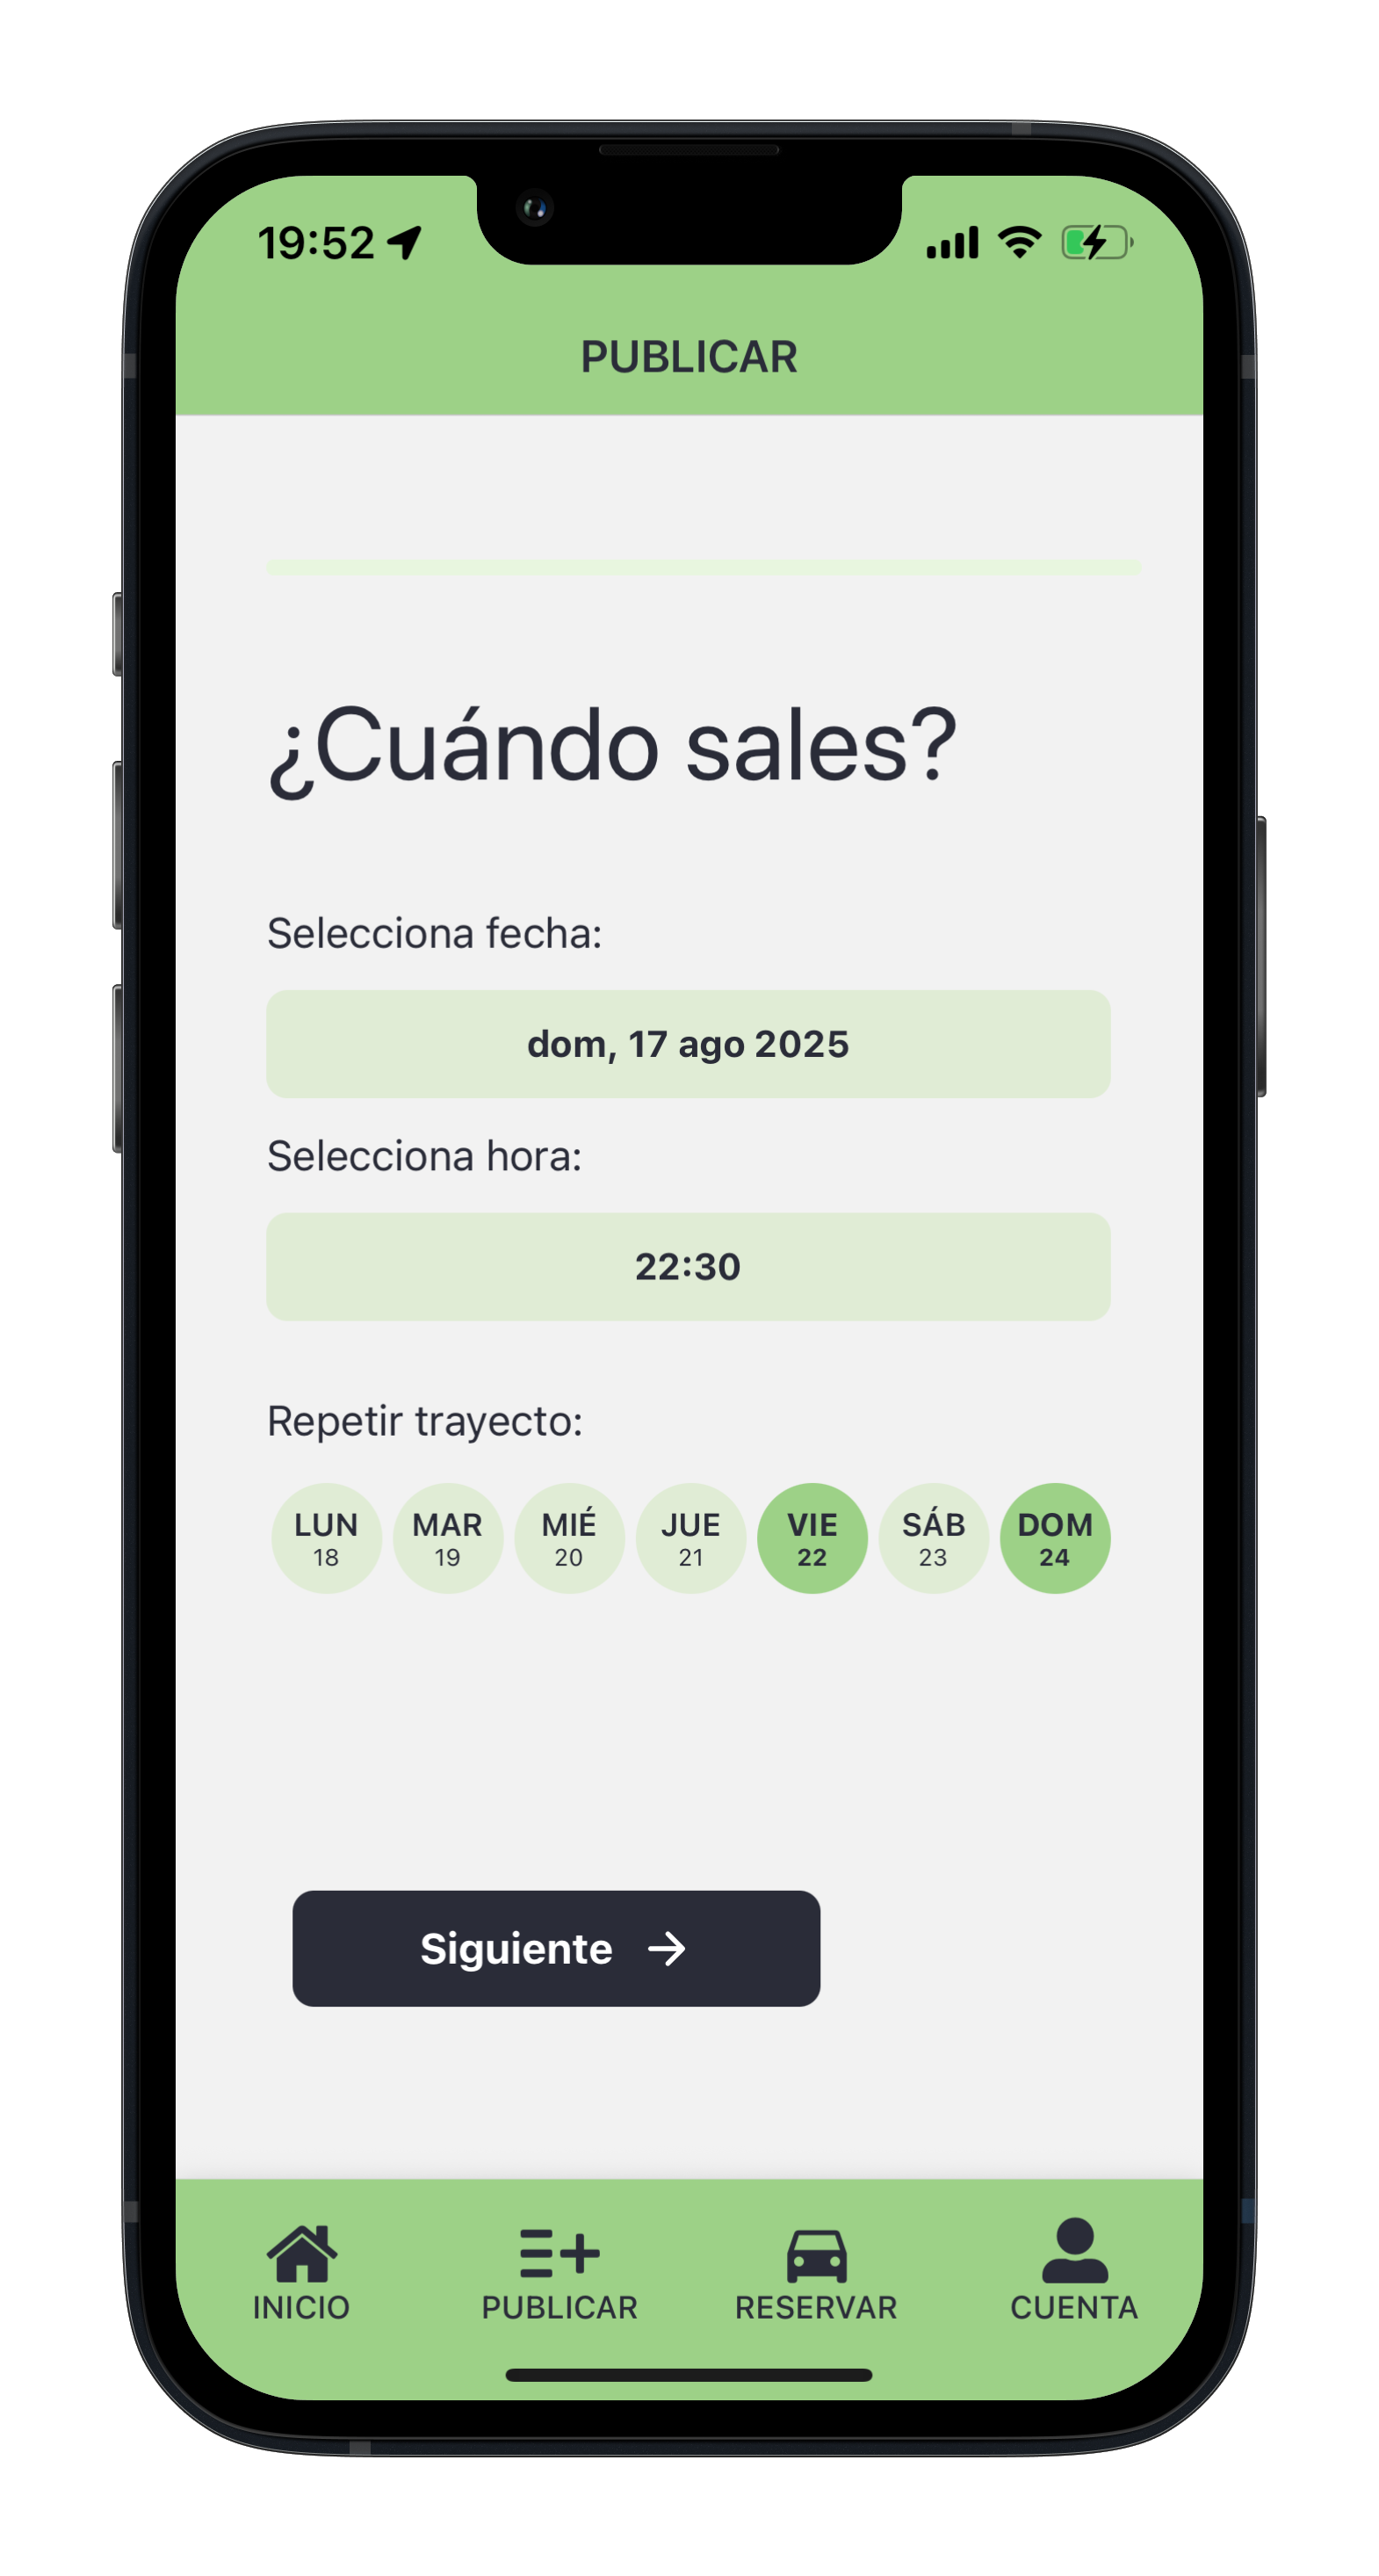 19:52
PUBLICAR
¿Cuándo sales?
Selecciona fecha:
dom, 17 ago 2025
Selecciona hora:
22:30
Repetir trayecto:
LUN MAR MIÉ JUE VIE SÁB DOM
18 19 20 21 22 23 24
Siguiente →
INICIO PUBLICAR RESERVAR CUENTA